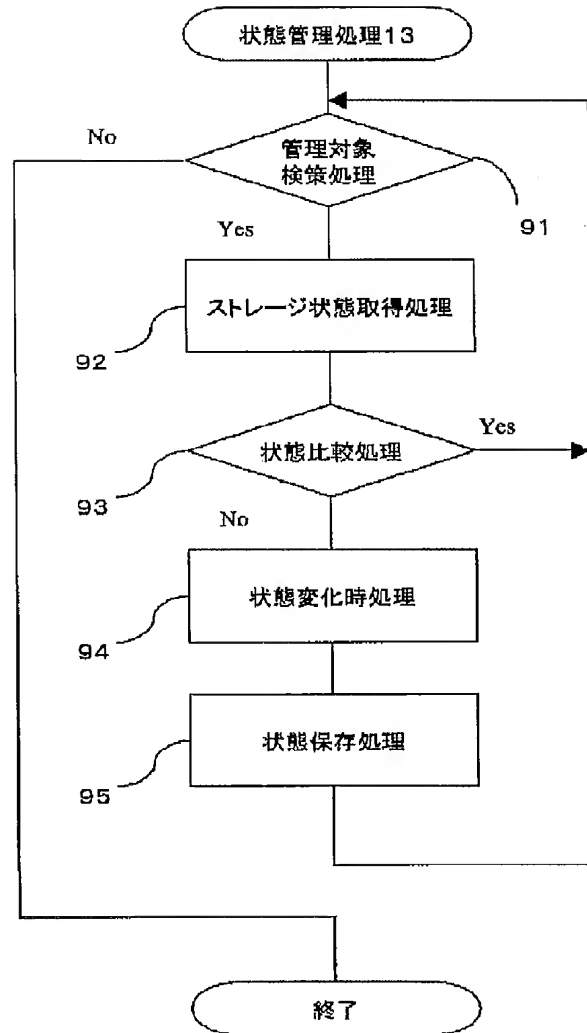 状態管理処理13
No
管理対象
検策処理
91
Yes
ストレージ状態取得処理
92
状態比較処理
Yes
93
No
状態変化時処理
94
状態保存処理
95
終了